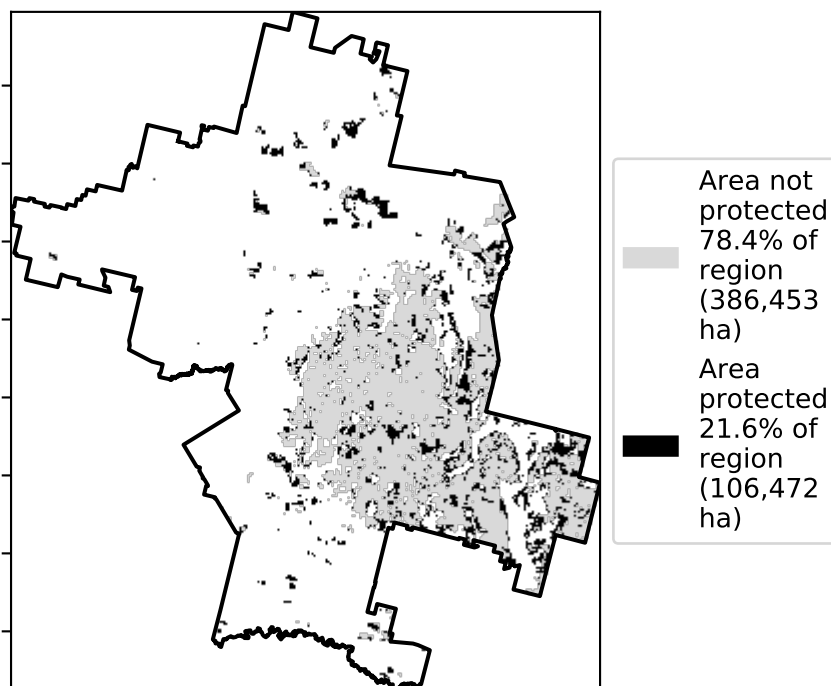 Area not
protected
78.4% of
region
(386,453
ha)
Area
protected
21.6% of
region
(106,472
ha)